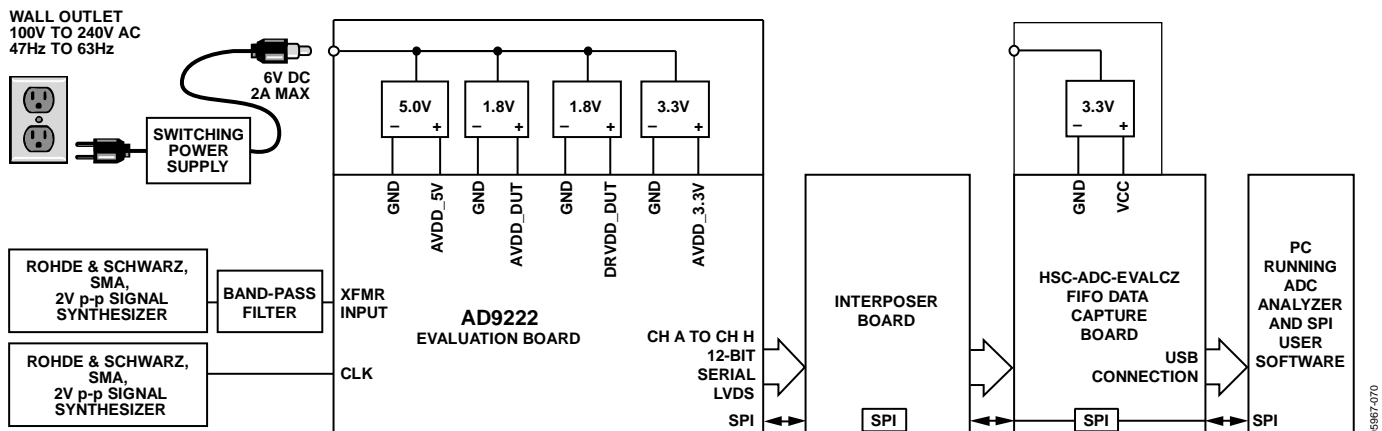 WALL OUTLET
100V TO 240V AC
47Hz TO 63Hz
6V DC
2A MAX
SWITCHING
POWER
SUPPLY
5.0V
– +
1.8V
– +
1.8V
– +
3.3V
– +
3.3V
– +
GND
AVDD_5V
GND
AVDD_DUT
GND
DRVDD_DUT
GND
AVDD_3.3V
GND
VCC
ROHDE & SCHWARZ,
SMA,
2V p-p SIGNAL
SYNTHESIZER
BAND-PASS
FILTER
XFMR
INPUT
ROHDE & SCHWARZ,
SMA,
2V p-p SIGNAL
SYNTHESIZER
CLK
AD9222
EVALUATION BOARD
CH A TO CH H
12-BIT
SERIAL
LVDS
SPI
INTERPOSER
BOARD
SPI
HSC-ADC-EVALCZ
FIFO DATA
CAPTURE
BOARD
USB
CONNECTION
SPI
PC
RUNNING
ADC
ANALYZER
AND SPI
USER
SOFTWARE
SPI
5967-070